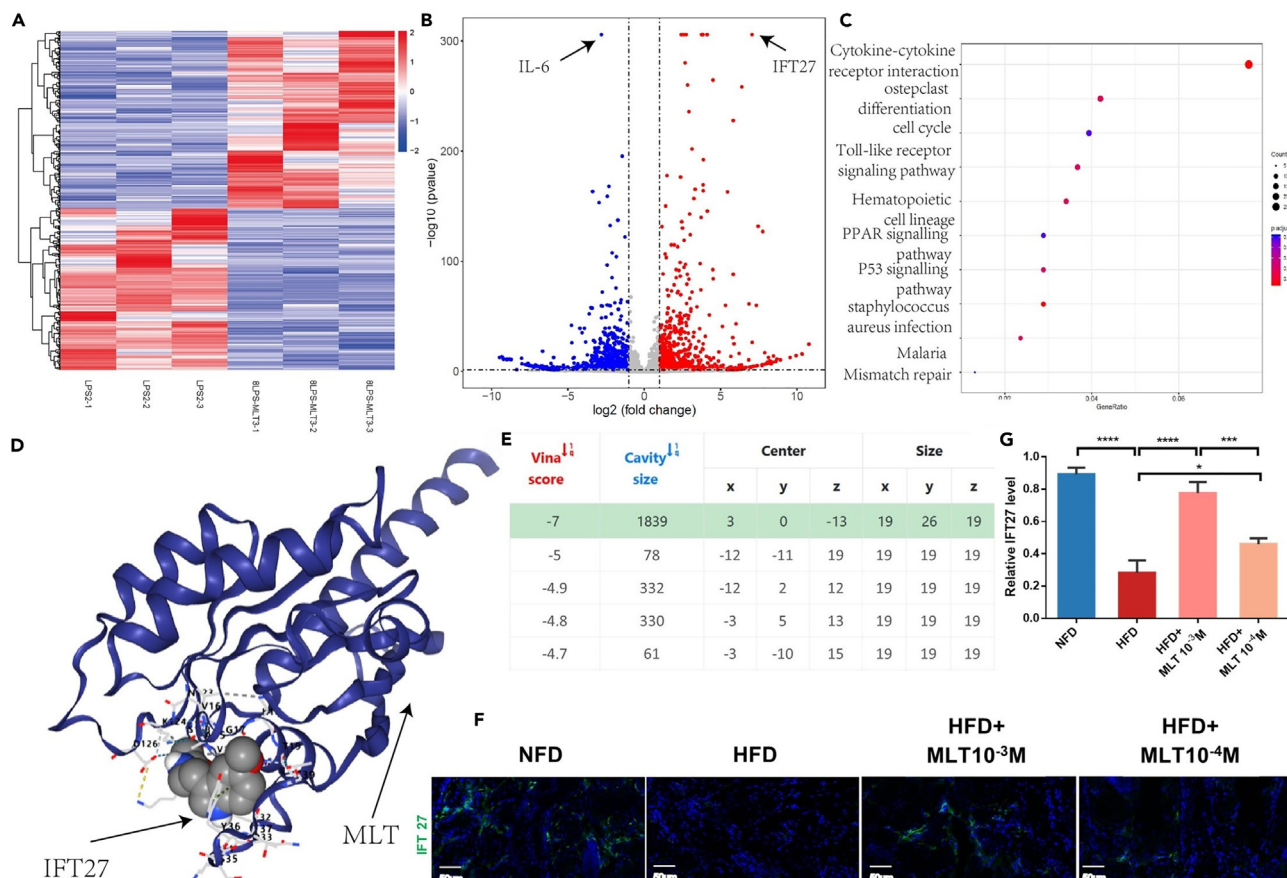 A
2
1
0
−1
−2
LPS2-1
LPS2-2
LPS2-3
8LPS-MLT3-1
8LPS-MLT3-2
8LPS-MLT3-3
B
IL-6
IFT27
300
200
100
0
−log10 (pvalue)
−10
−5
0
5
10
log2 (fold change)
C
Cytokine-cytokine
receptor interaction
ostepclast
differentiation
cell cycle
Toll-like receptor
signaling pathway
Hematopoietic
cell lineage
PPAR signalling
pathway
P53 signalling
pathway
staphylococcus
aureus infection
Malaria
Mismatch repair
0.04
0.06
GeneRatio
Count
p.adju
D
V16
K124
D126
Y36
MLT
IFT27
E
Vina score
Cavity size
Center
Size
x y z x y z
-7 1839 3 0 -13 19 26 19
-5 78 -12 -11 19 19 19 19
-4.9 332 -12 2 12 19 19 19
-4.8 330 -3 5 13 19 19 19
-4.7 61 -3 -10 15 19 19 19
G
**** **** ***
*
1.0
0.8
0.6
0.4
0.2
0.0
Relative IFT27 level
NFD
HFD
HFD+
MLT 10⁻³M
HFD+
MLT 10⁻⁴M
F
NFD
HFD
HFD+
MLT10⁻³M
HFD+
MLT10⁻⁴M
IFT 27